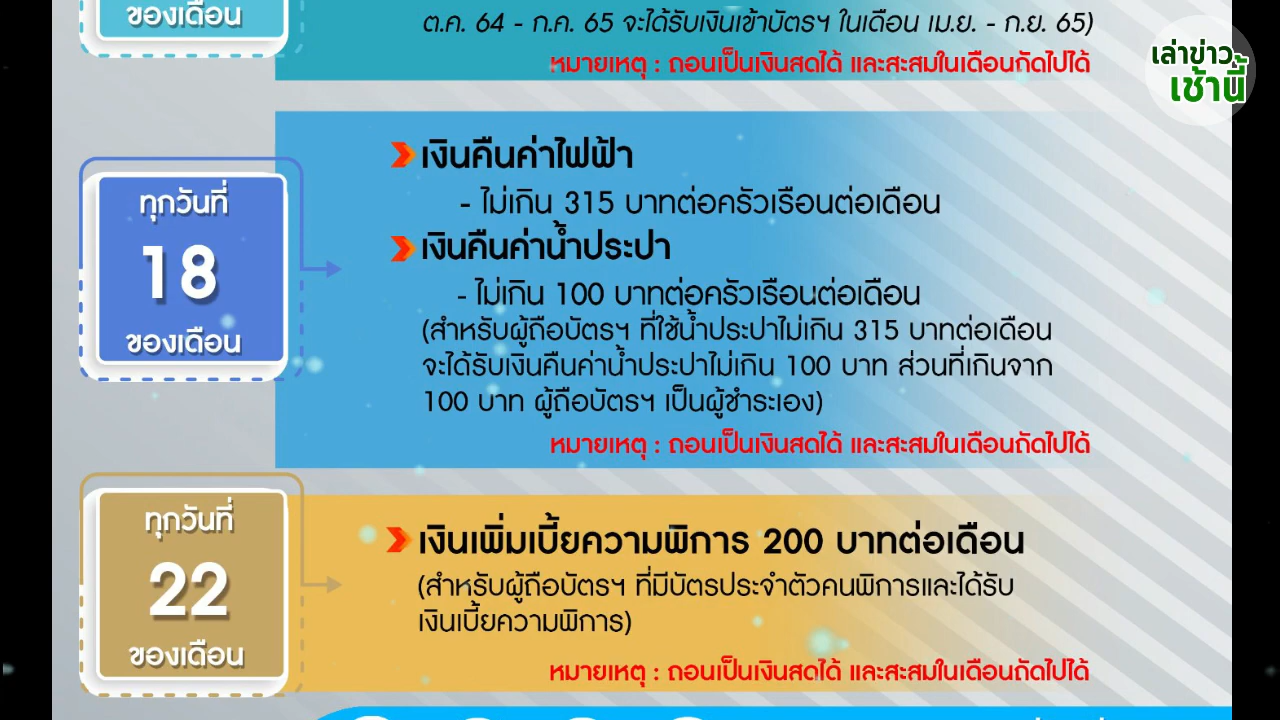 ของเดือน
ต.ค. 64 - ก.ค. 65 จะได้รับเงินเข้าบัตรฯ ในเดือน เม.ย. - ก.ย. 65)
หมายเหตุ : ถอนเป็นเงินสดได้ และสะสมในเดือนถัดไปได้
เล่าข่าว
เช้านี้
ทุกวันที่
18
ของเดือน
เงินคืนค่าไฟฟ้า
- ไม่เกิน 315 บาทต่อครัวเรือนต่อเดือน
เงินคืนค่าน้ำประปา
- ไม่เกิน 100 บาทต่อครัวเรือนต่อเดือน
(สำหรับผู้ถือบัตรฯ ที่ใช้น้ำประปาไม่เกิน 315 บาทต่อเดือน
จะได้รับเงินคืนค่าน้ำประปาไม่เกิน 100 บาท ส่วนที่เกินจาก
100 บาท ผู้ถือบัตรฯ เป็นผู้ชำระเอง)
หมายเหตุ : ถอนเป็นเงินสดได้ และสะสมในเดือนถัดไปได้
ทุกวันที่
22
ของเดือน
เงินเพิ่มเบี้ยความพิการ 200 บาทต่อเดือน
(สำหรับผู้ถือบัตรฯ ที่มีบัตรประจำตัวคนพิการและได้รับ
เงินเบี้ยความพิการ)
หมายเหตุ : ถอนเป็นเงินสดได้ และสะสมในเดือนถัดไปได้